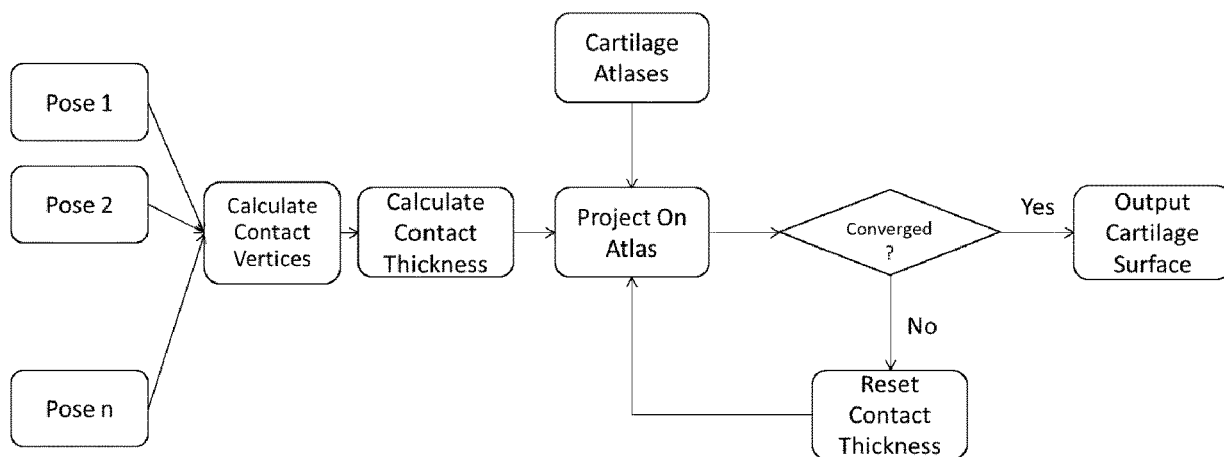 Pose 1
Pose 2
Pose n
Calculate
Contact
Vertices
Calculate
Contact
Thickness
Cartilage
Atlases
Project On
Atlas
Converged
?
Yes
No
Output
Cartilage
Surface
Reset
Contact
Thickness